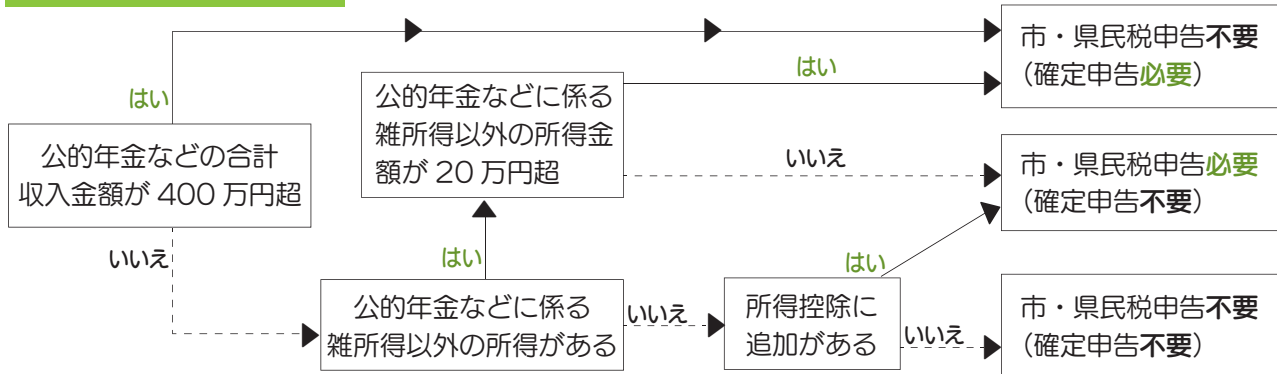 市・県民税申告不要
（確定申告必要）
はい
はい
公的年金などに係る
雑所得以外の所得金
額が 20 万円超
公的年金などの合計
収入金額が 400 万円超
いいえ
市・県民税申告必要
（確定申告不要）
いいえ
はい
はい
公的年金などに係る
雑所得以外の所得がある
いいえ
所得控除に
追加がある
いいえ
市・県民税申告不要
（確定申告不要）